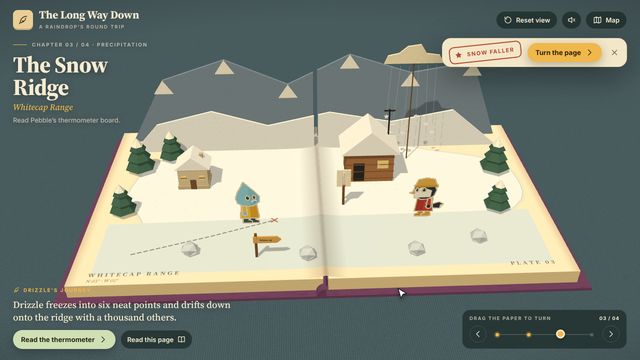 The Long Way Down
A RAINDROP'S ROUND TRIP
Reset view
Map
CHAPTER 03 / 04 · PRECIPITATION
The Snow
Ridge
Whitecap Range
Read Pebble's thermometer board.
SNOW FALLER
Turn the page
WHITECAP RANGE
PLATE 03
Drizzle freezes into six neat points and drifts down
onto the ridge with a thousand others.
Read the thermometer
Read this page
DRAG THE PAPER TO TURN
03 / 04